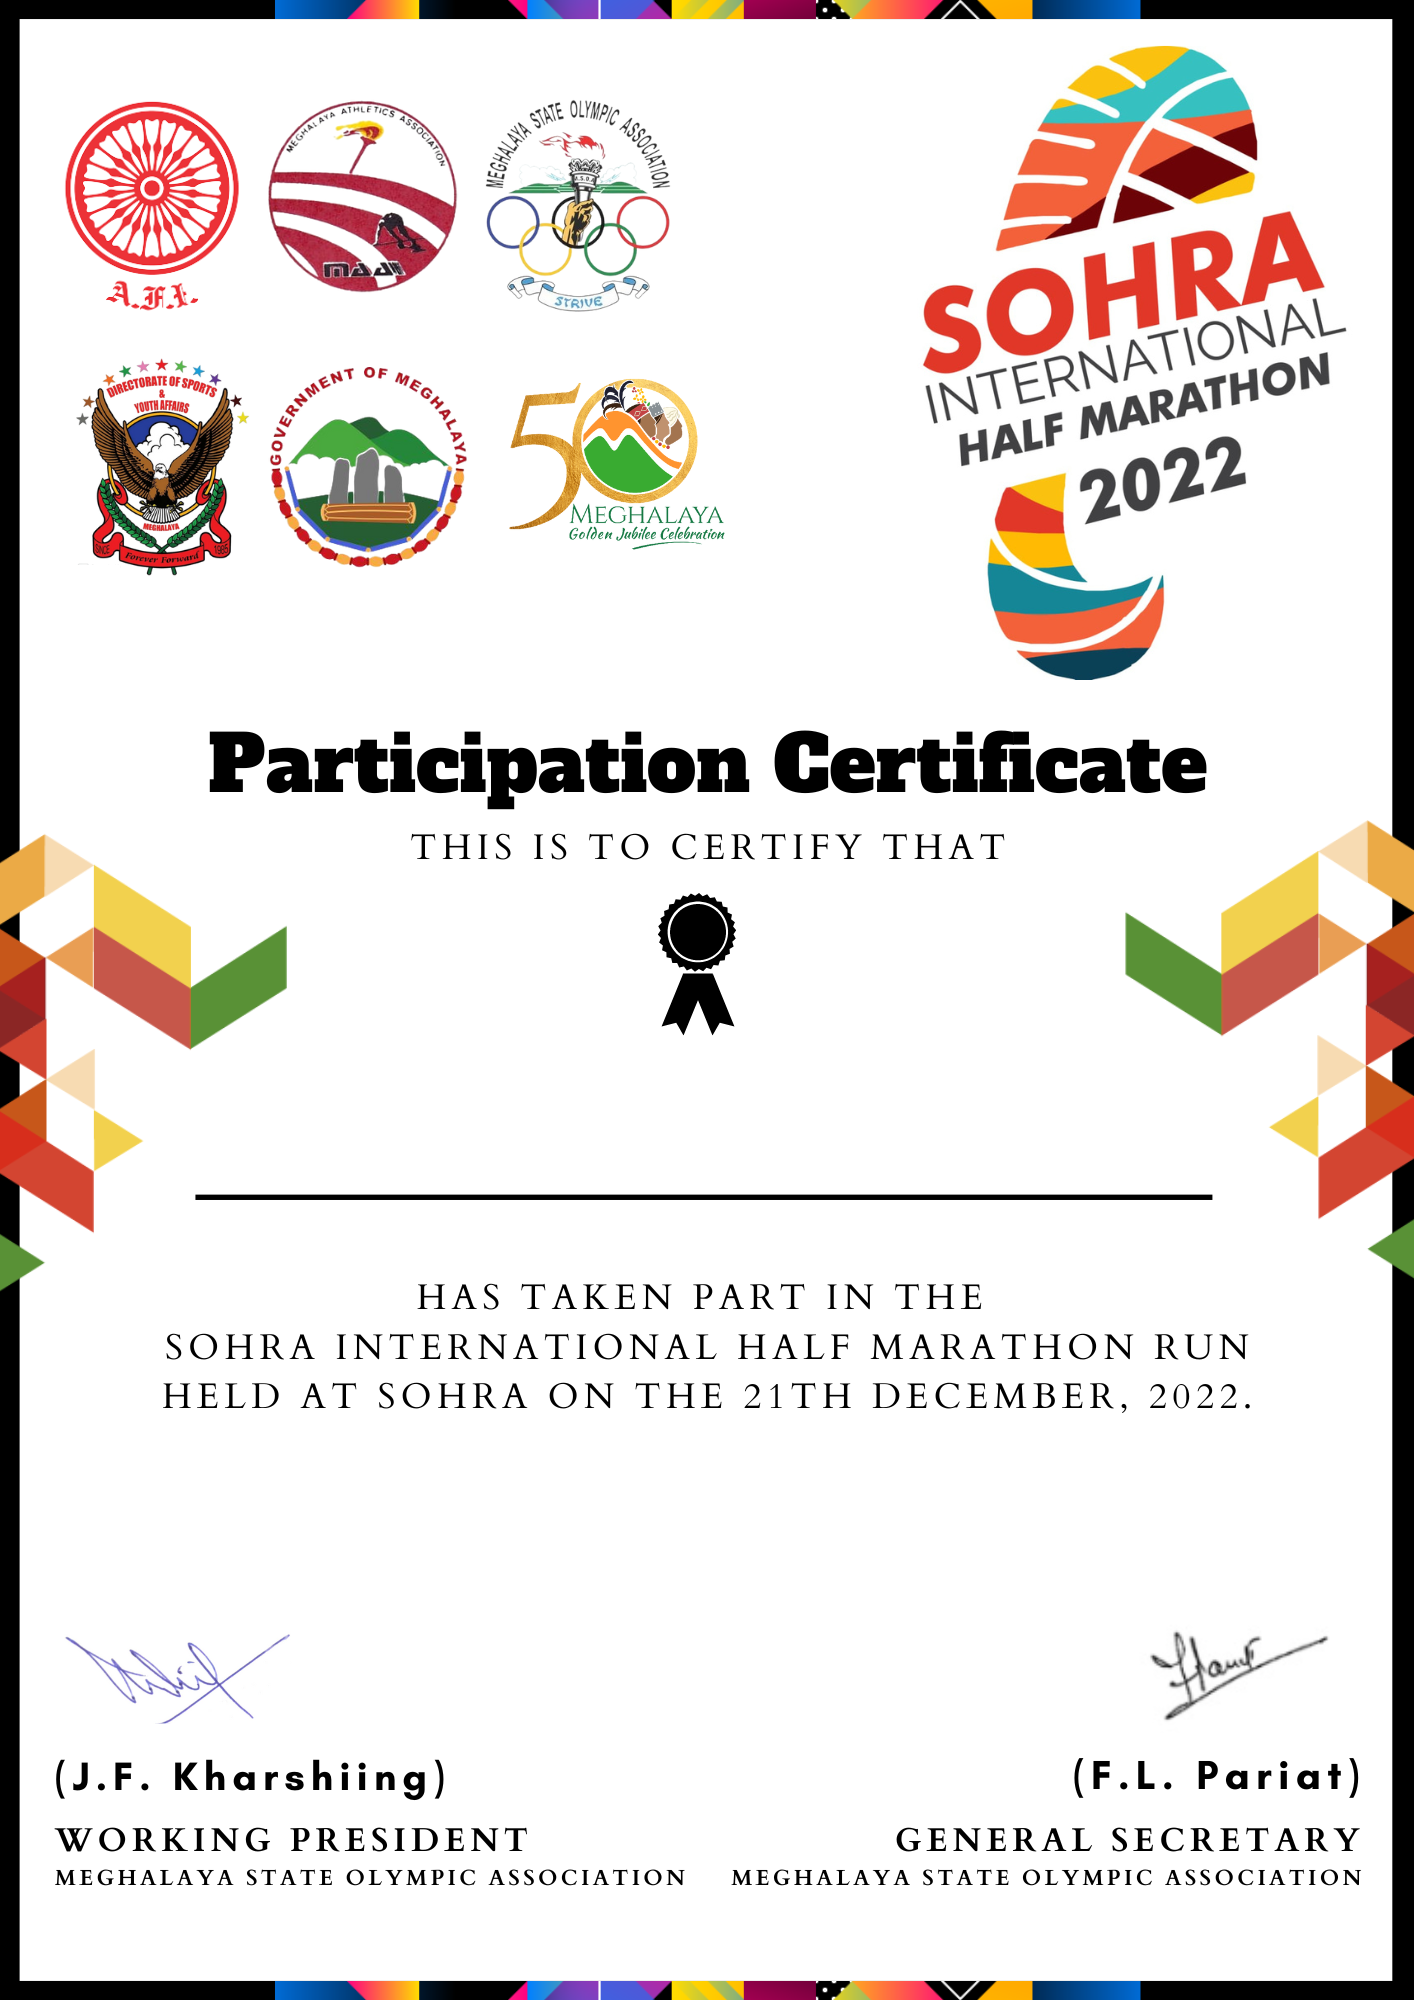 A.F.I.
MEGHALAYA ATHLETICS ASSOCIATION
MAA
MEGHALAYA STATE OLYMPIC ASSOCIATION
STRIVE
DIRECTORATE OF SPORTS
&
YOUTH AFFAIRS
MEGHALAYA
SINCE
1985
Forever Forward
GOVERNMENT OF MEGHALAYA
50
MEGHALAYA
Golden Jubilee Celebration
SOHRA
INTERNATIONAL
HALF MARATHON
2022
Participation Certificate
THIS IS TO CERTIFY THAT
HAS TAKEN PART IN THE
SOHRA INTERNATIONAL HALF MARATHON RUN
HELD AT SOHRA ON THE 21TH DECEMBER, 2022.
(J.F. Kharshiing)
WORKING PRESIDENT
MEGHALAYA STATE OLYMPIC ASSOCIATION
(F.L. Pariat)
GENERAL SECRETARY
MEGHALAYA STATE OLYMPIC ASSOCIATION